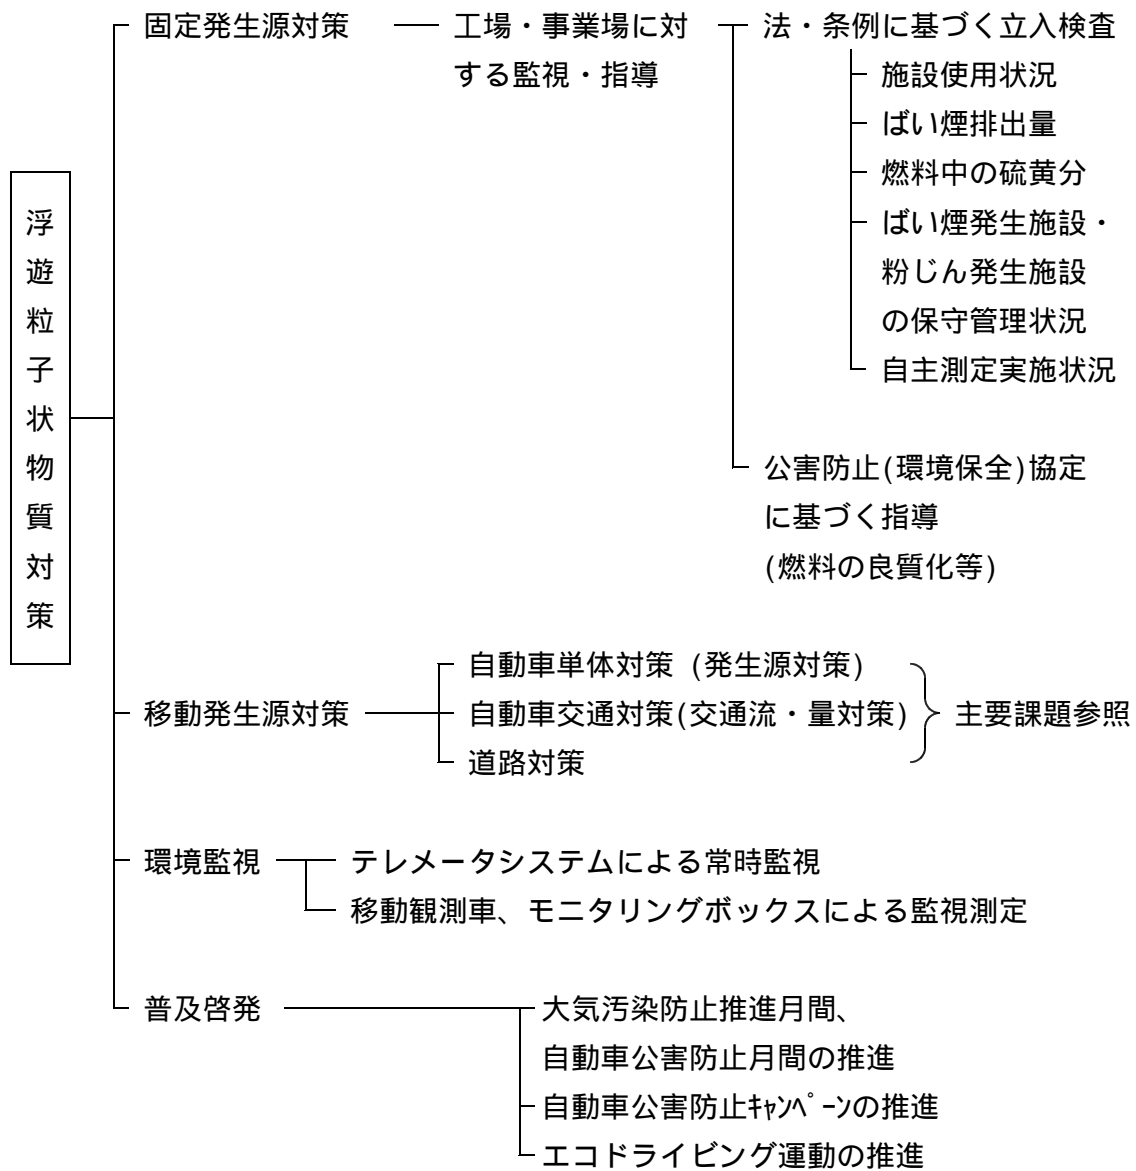 浮遊粒子状物質対策
固定発生源対策
工場・事業場に対
する監視・指導
法・条例に基づく立入検査
施設使用状況
ばい煙排出量
燃料中の硫黄分
ばい煙発生施設・
粉じん発生施設
の保守管理状況
自主測定実施状況
公害防止(環境保全)協定
に基づく指導
(燃料の良質化等)
移動発生源対策
自動車単体対策 (発生源対策)
自動車交通対策(交通流・量対策)
道路対策
主要課題参照
環境監視
テレメータシステムによる常時監視
移動観測車、モニタリングボックスによる監視測定
普及啓発
大気汚染防止推進月間、
自動車公害防止月間の推進
自動車公害防止ｷｬﾝﾍﾟｰﾝの推進
エコドライビング運動の推進